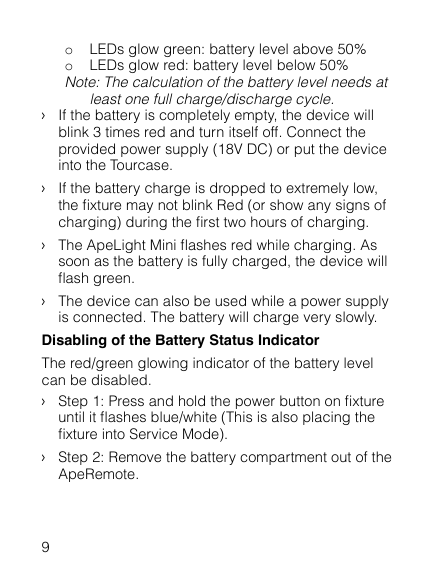 o LEDs glow green: battery level above 50%
o LEDs glow red: battery level below 50%
Note: The calculation of the battery level needs at
least one full charge/discharge cycle.
› If the battery is completely empty, the device will
blink 3 times red and turn itself off. Connect the
provided power supply (18V DC) or put the device
into the Tourcase.
› If the battery charge is dropped to extremely low,
the fixture may not blink Red (or show any signs of
charging) during the first two hours of charging.
› The ApeLight Mini flashes red while charging. As
soon as the battery is fully charged, the device will
flash green.
› The device can also be used while a power supply
is connected. The battery will charge very slowly.
Disabling of the Battery Status Indicator
The red/green glowing indicator of the battery level
can be disabled.
› Step 1: Press and hold the power button on fixture
until it flashes blue/white (This is also placing the
fixture into Service Mode).
› Step 2: Remove the battery compartment out of the
ApeRemote.
9